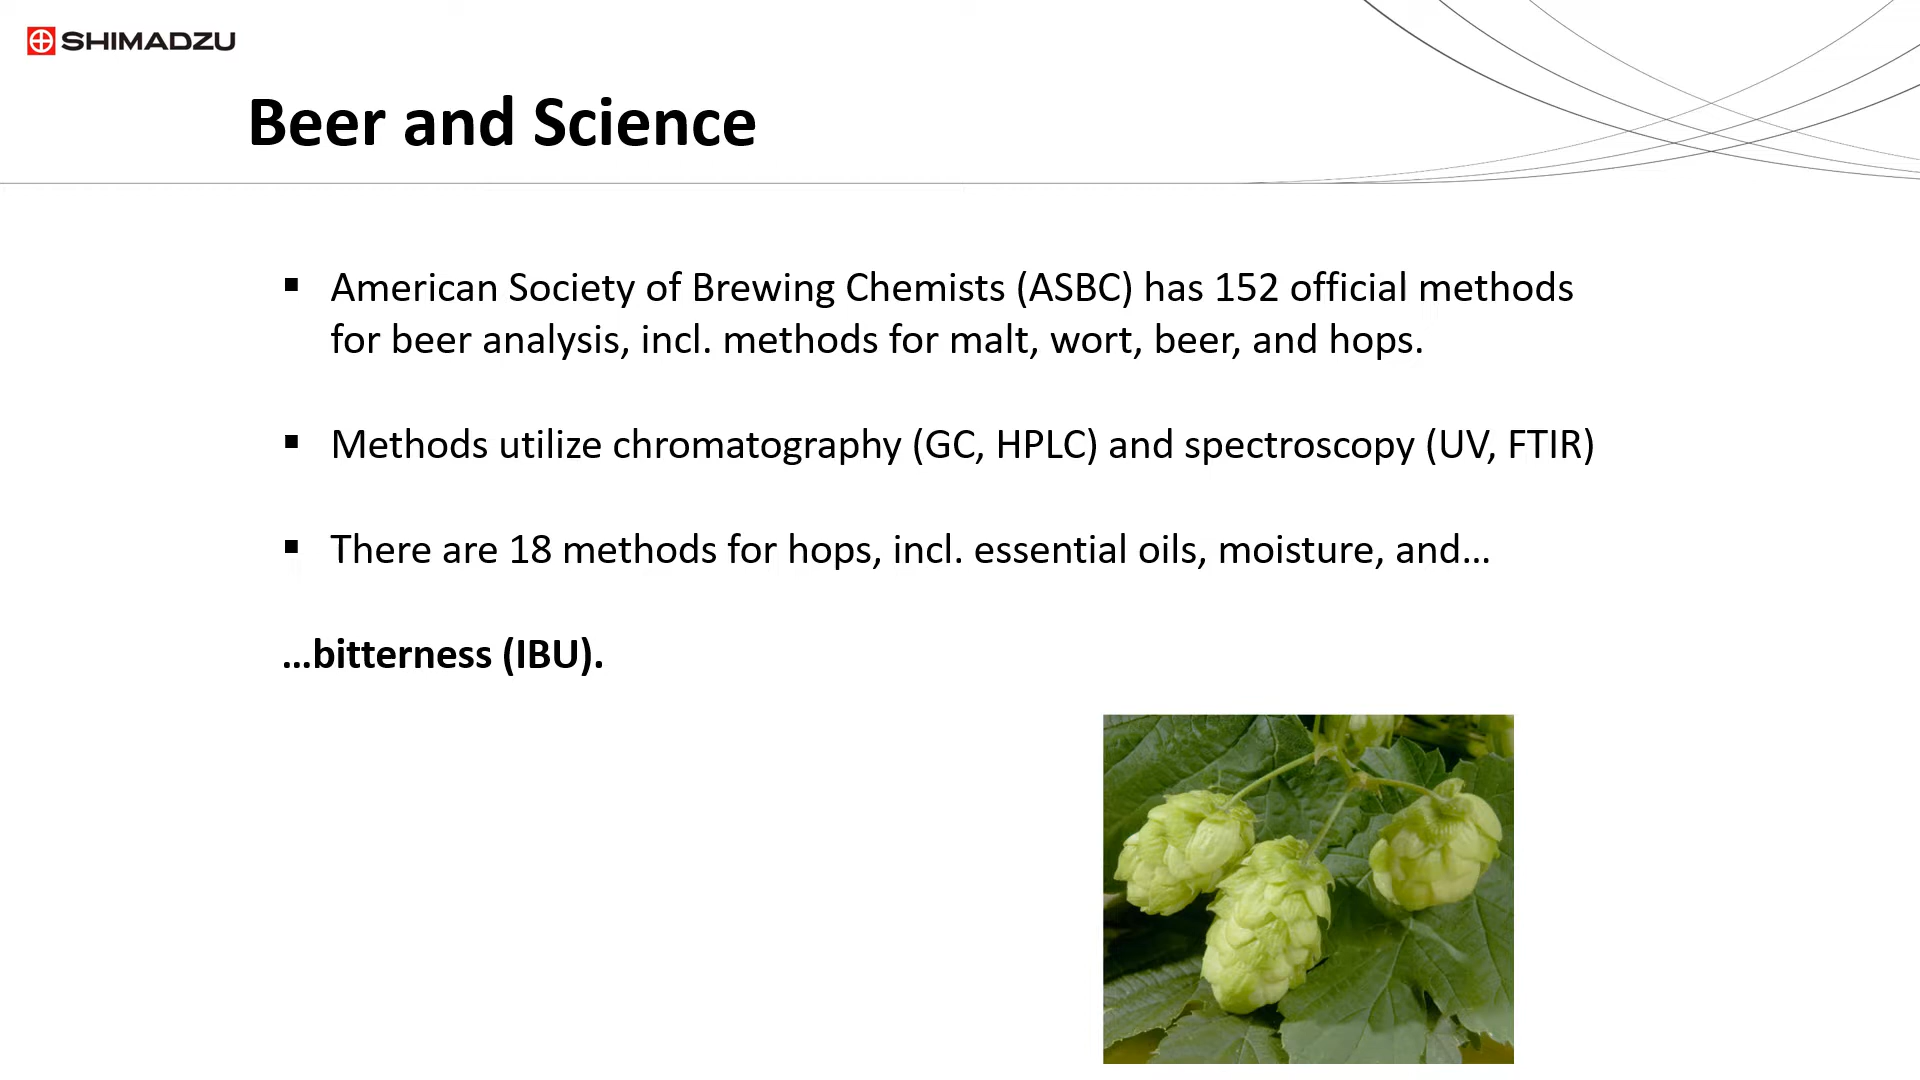 SHIMADZU
Beer and Science
▪ American Society of Brewing Chemists (ASBC) has 152 official methods
for beer analysis, incl. methods for malt, wort, beer, and hops.
▪ Methods utilize chromatography (GC, HPLC) and spectroscopy (UV, FTIR)
▪ There are 18 methods for hops, incl. essential oils, moisture, and…
…bitterness (IBU).